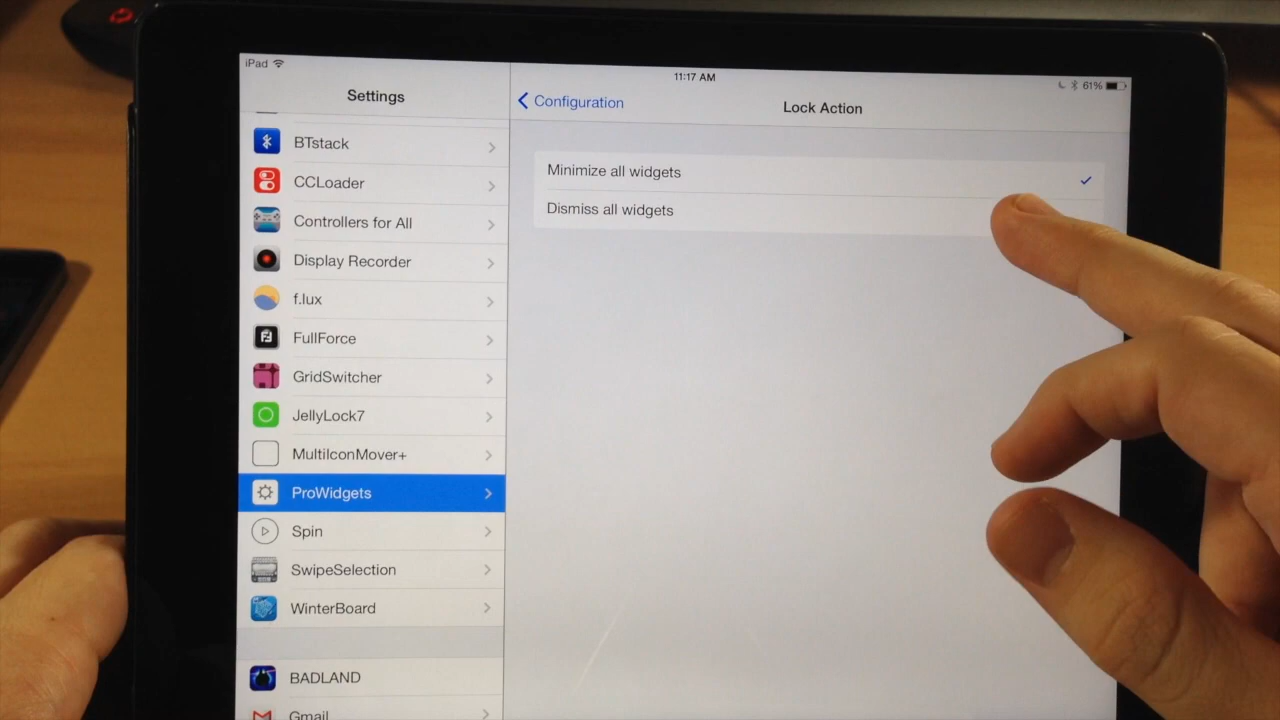 iPad
11:17 AM
61%
Settings
Configuration
Lock Action
BTstack
CCLoader
Controllers for All
Display Recorder
f.lux
FullForce
GridSwitcher
JellyLock7
MultiIconMover+
ProWidgets
Spin
SwipeSelection
WinterBoard
BADLAND
Gmail
Minimize all widgets
Dismiss all widgets